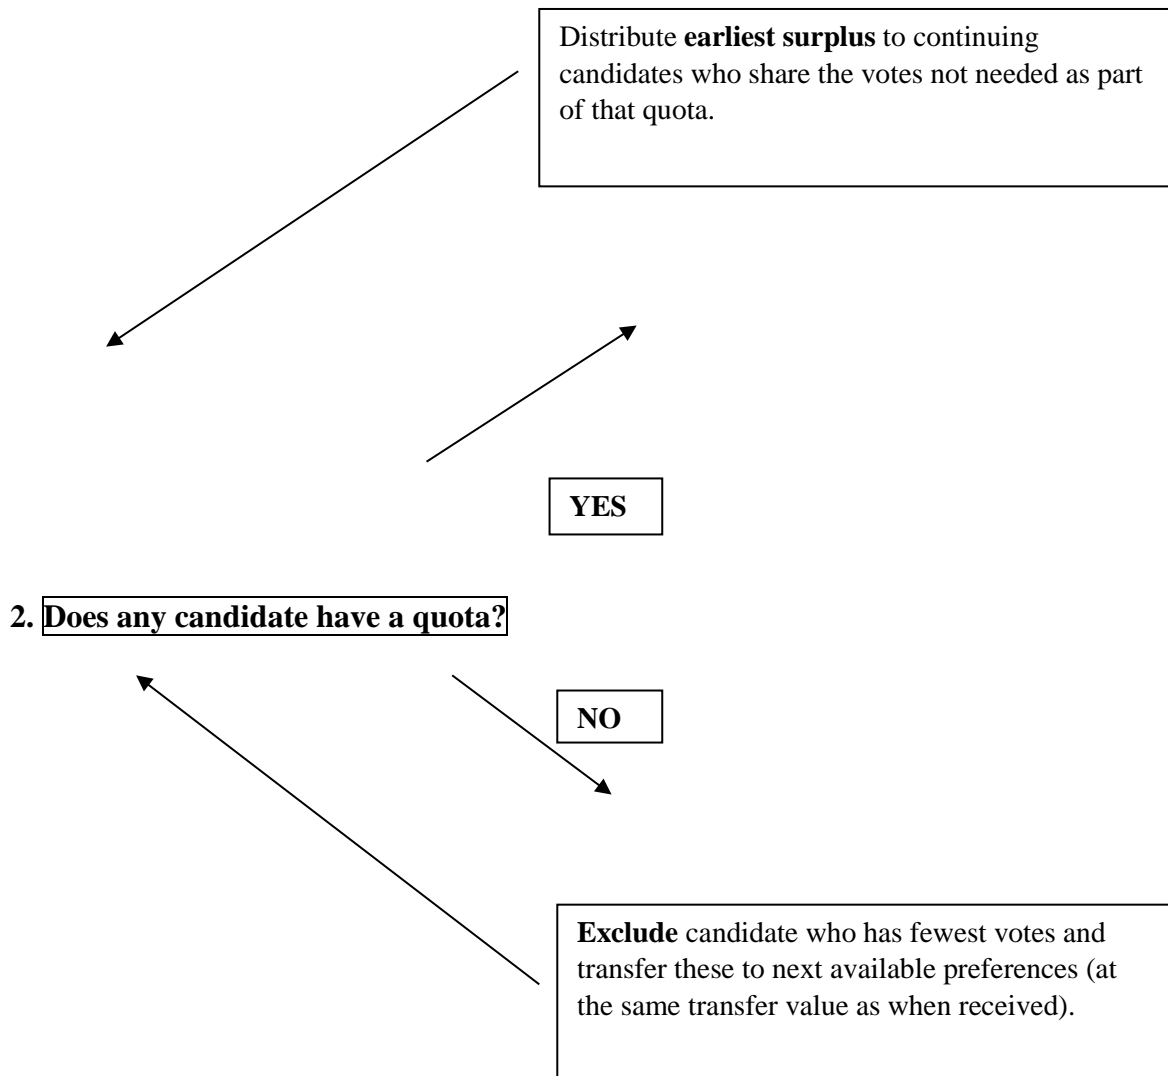 Distribute earliest surplus to continuing
candidates who share the votes not needed as part
of that quota.
YES
2. Does any candidate have a quota?
NO
Exclude candidate who has fewest votes and
transfer these to next available preferences (at
the same transfer value as when received).